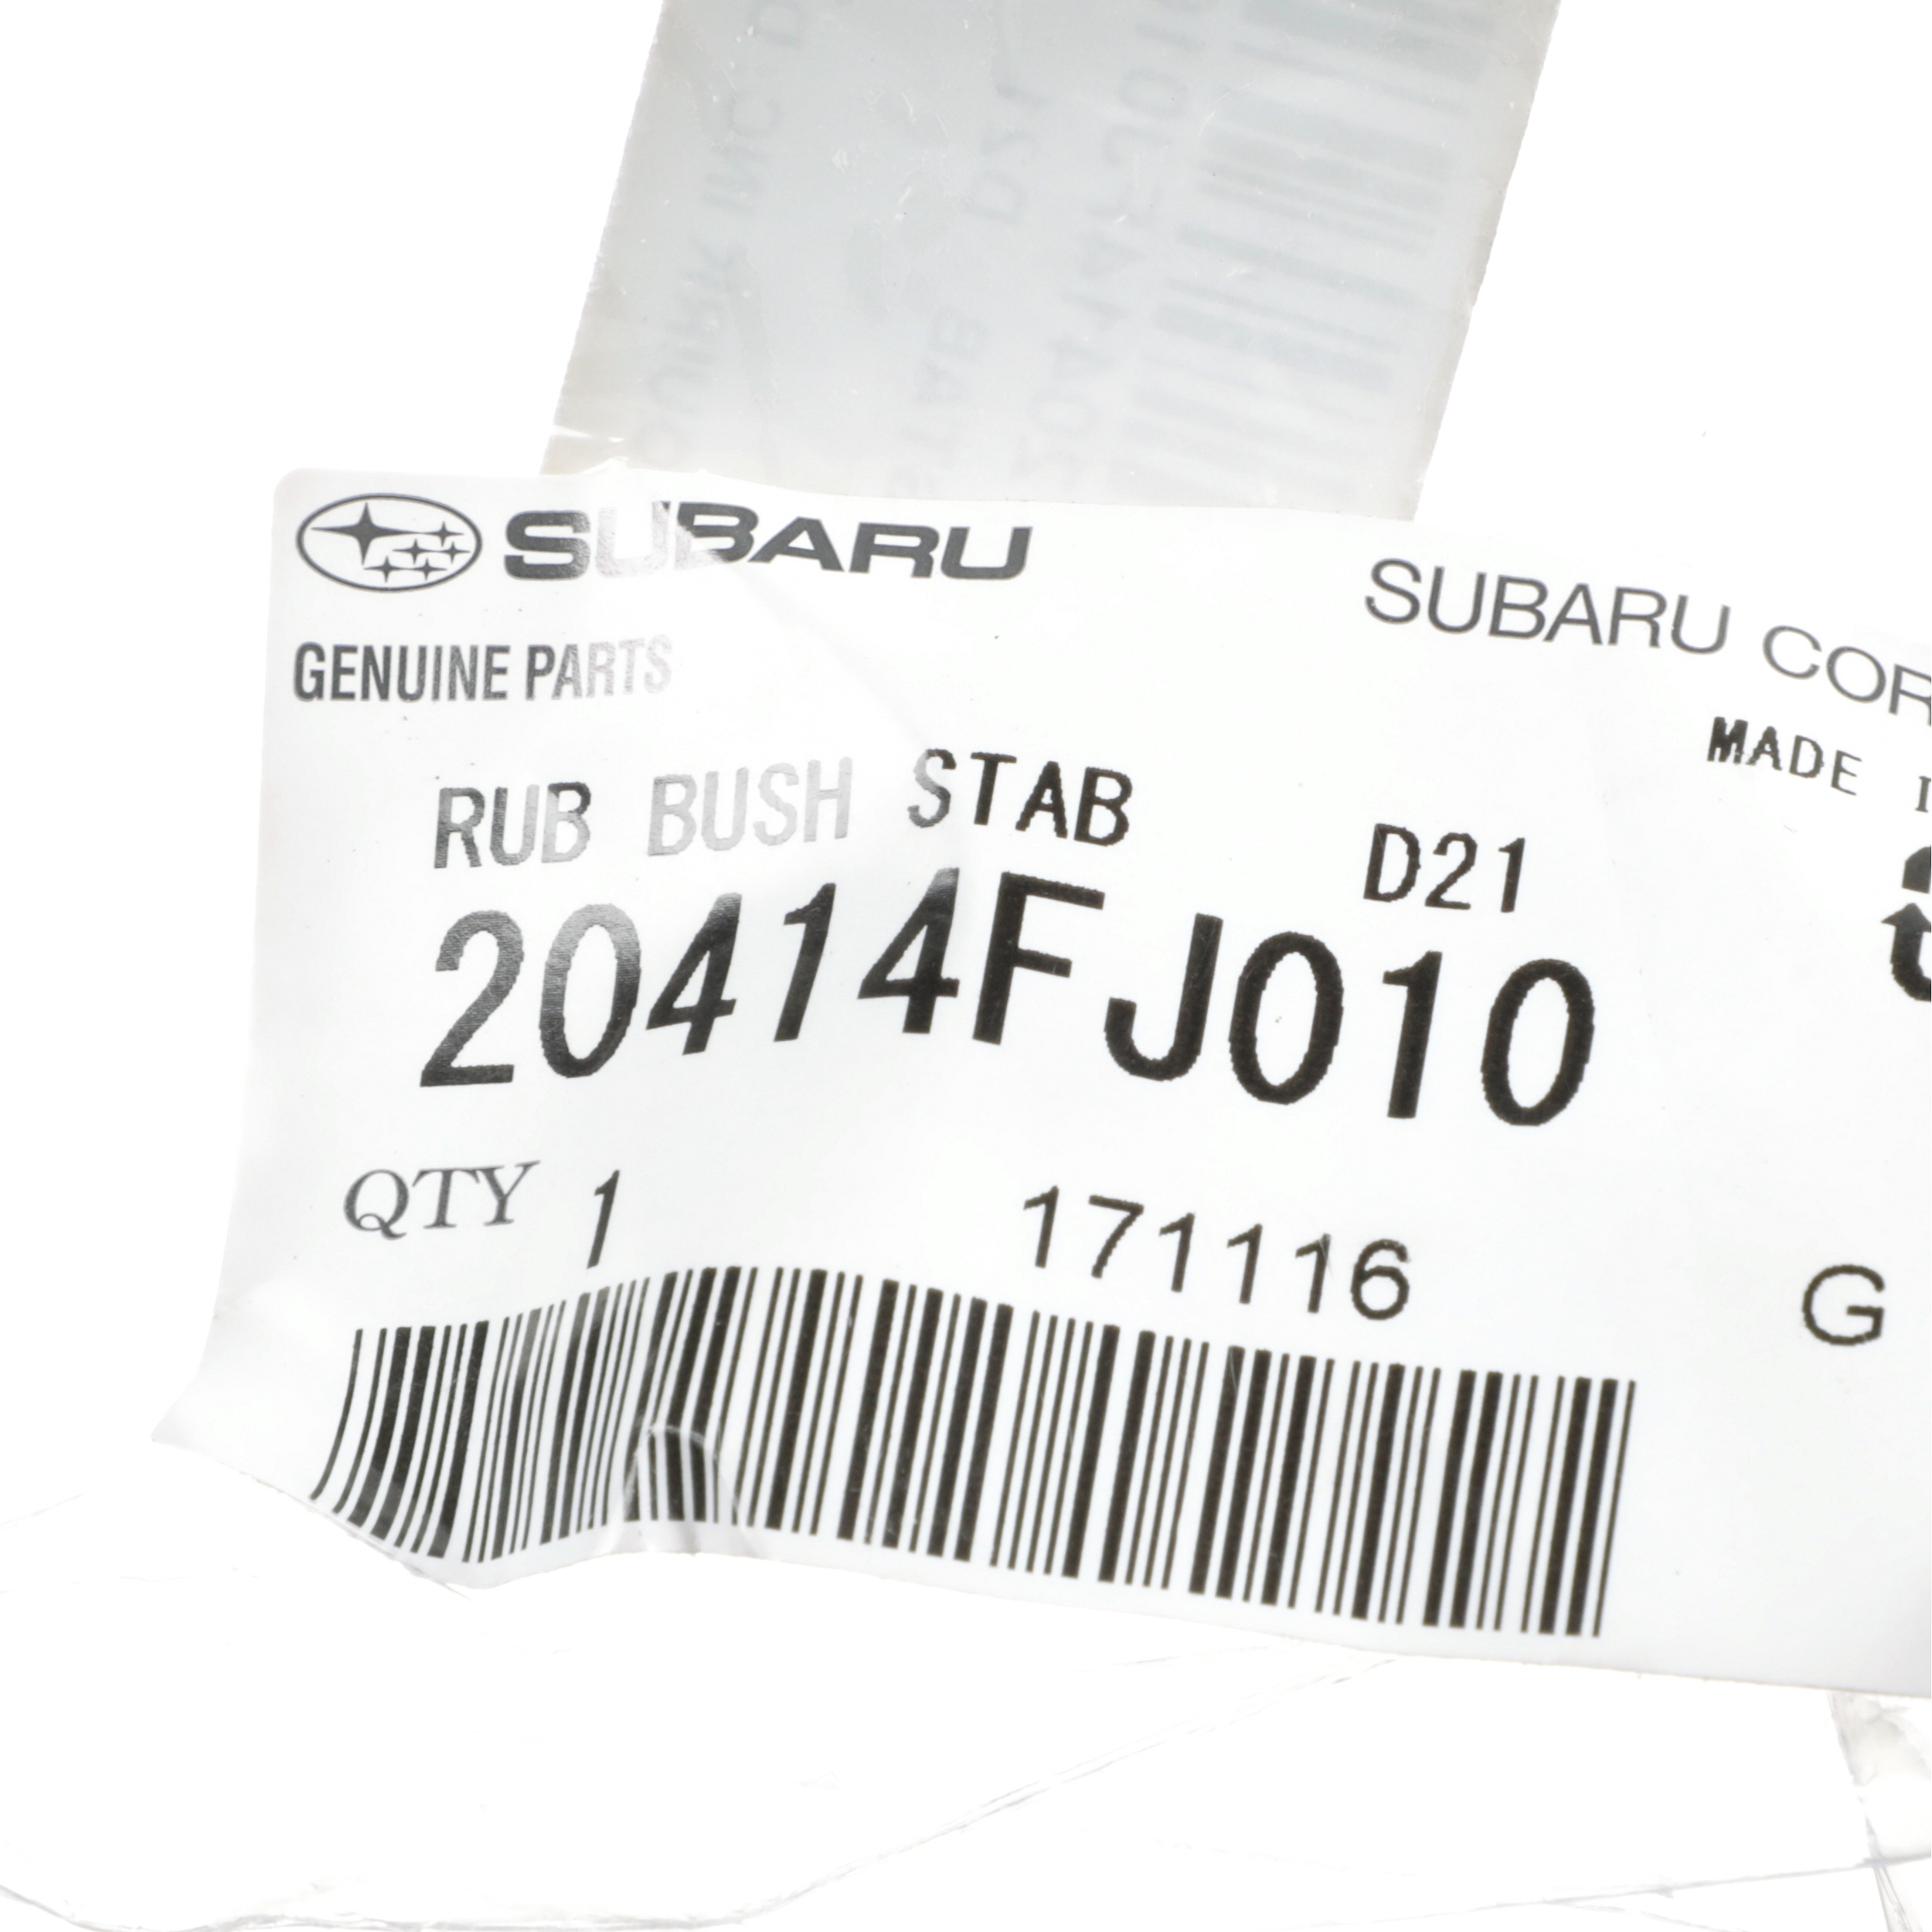 SUBARU
GENUINE PARTS
SUBARU COR
MADE I
RUB BUSH STAB D21
20414FJ010
QTY 1 171116
G